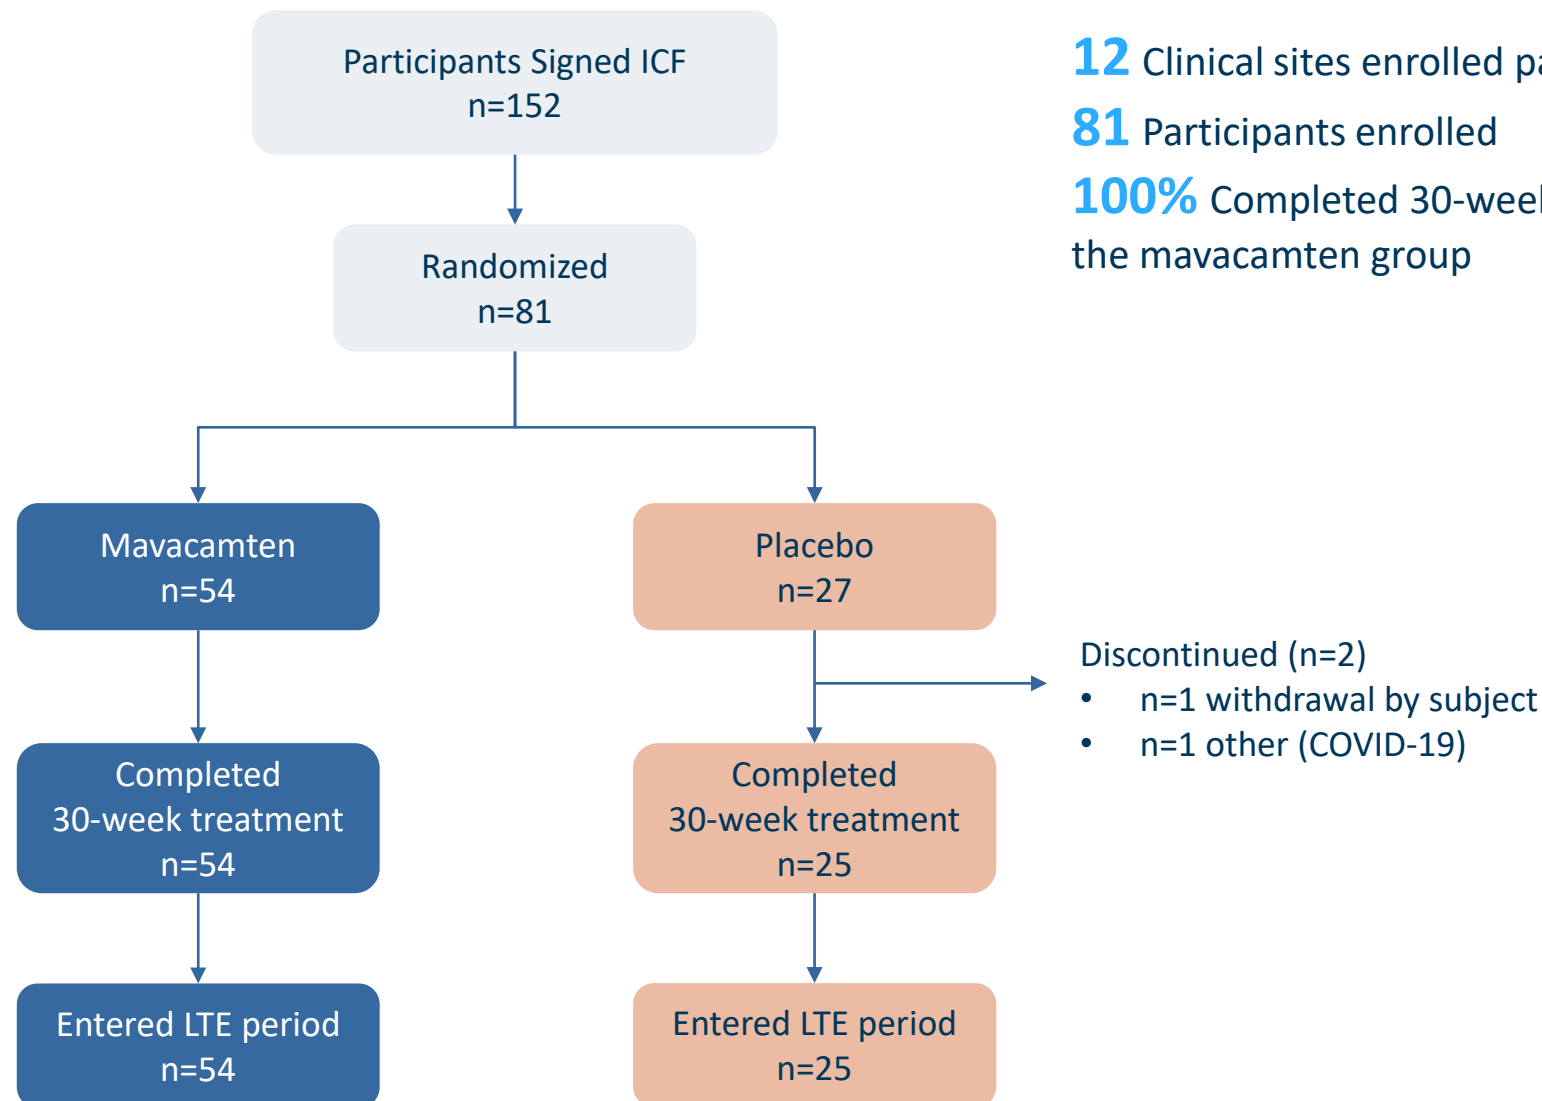 Participants Signed ICF
n=152
12 Clinical sites enrolled
81 Participants enrolled
100% Completed 30-week
the mavacamten group
Randomized
n=81
Mavacamten
n=54
Placebo
n=27
Discontinued (n=2)
• n=1 withdrawal by subject
• n=1 other (COVID-19)
Completed
30-week treatment
n=54
Completed
30-week treatment
n=25
Entered LTE period
n=54
Entered LTE period
n=25